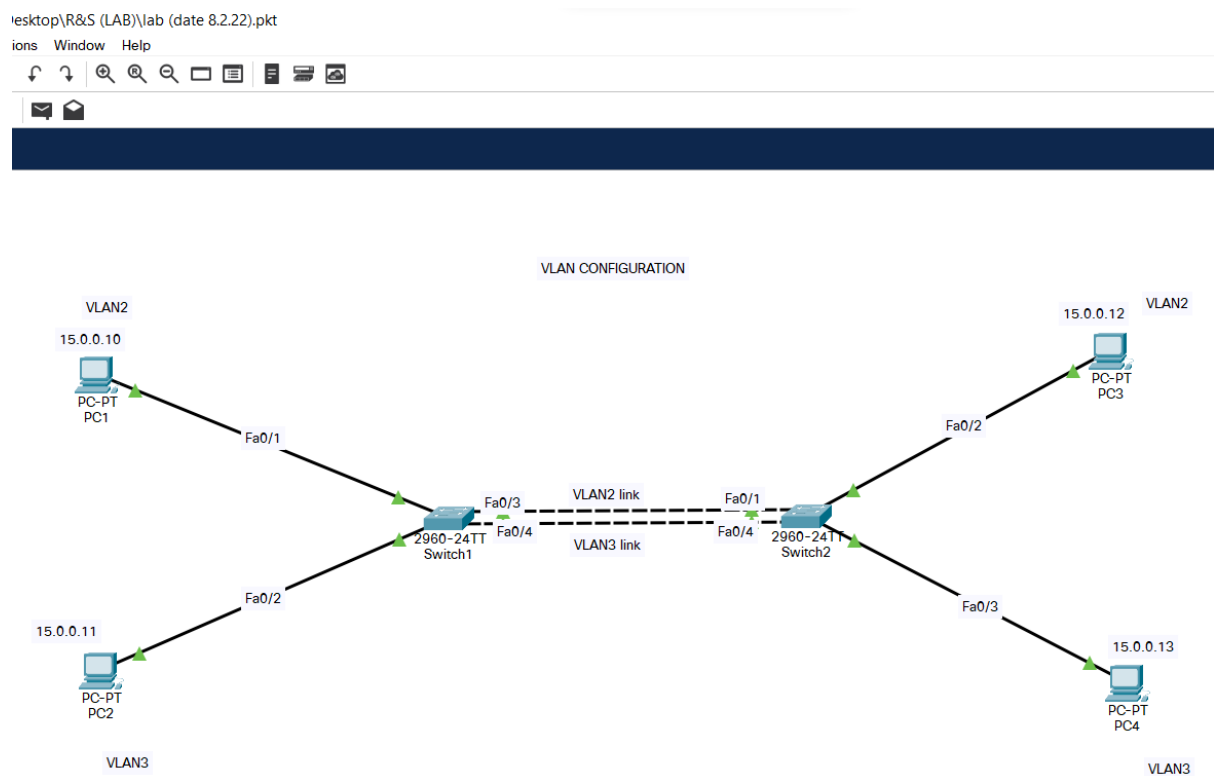 esktop\R&S (LAB)\lab (date 8.2.22).pkt
ions Window Help
VLAN CONFIGURATION
VLAN2
15.0.0.10
PC-PT
PC1
Fa0/1
VLAN2
15.0.0.12
PC-PT
PC3
Fa0/2
Fa0/3
VLAN2 link
Fa0/1
Fa0/4
VLAN3 link
Fa0/4
2960-24TT
Switch1
2960-24TT
Switch2
Fa0/2
15.0.0.11
PC-PT
PC2
VLAN3
Fa0/3
15.0.0.13
PC-PT
PC4
VLAN3